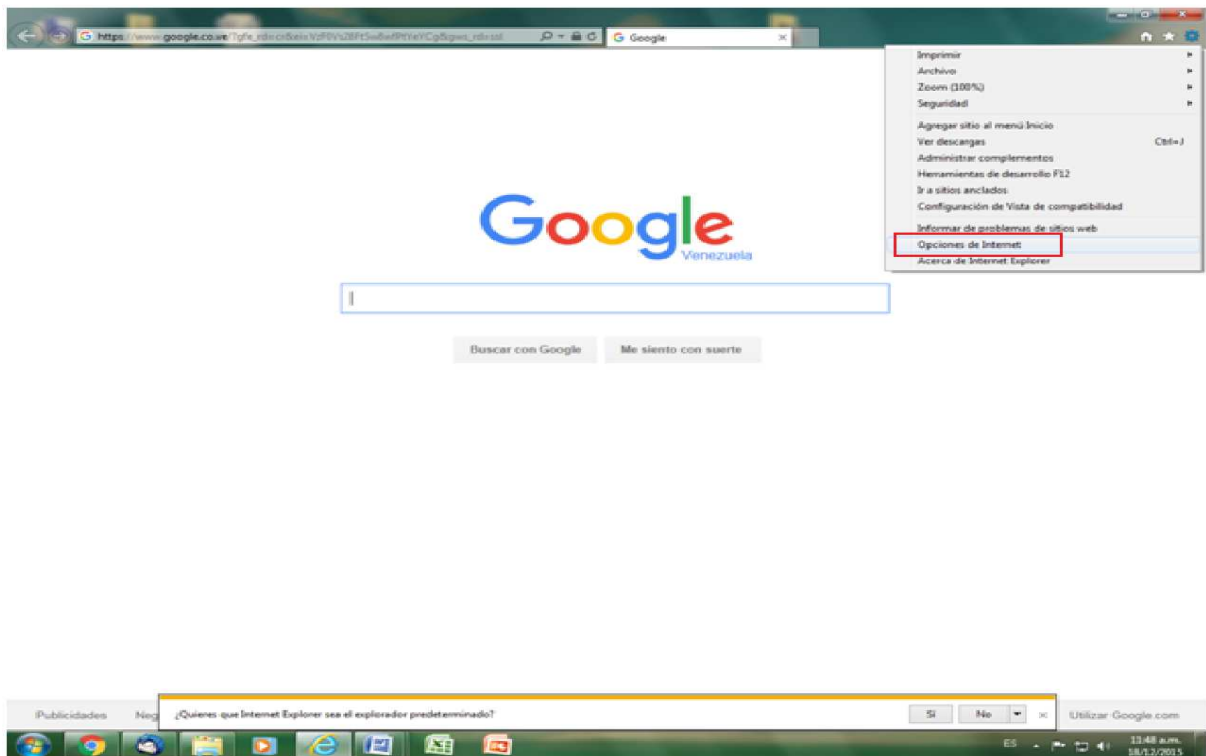 https://www.google.co.ve/
Google
Imprimir
Archivo
Zoom (100%)
Seguridad
Agregar sitio al menú Inicio
Ver descargas Ctrl+J
Administrar complementos
Herramientas de desarrollo F12
Ir a sitios anclados
Configuración de Vista de compatibilidad
Informar de problemas de sitios web
Opciones de Internet
Acerca de Internet Explorer
Google
Venezuela
Buscar con Google Me siento con suerte
Publicidades Neg ¿Quieres que Internet Explorer sea el explorador predeterminado? Sí No Utilizar Google.com
ES 11:48 a.m.
18/12/2015